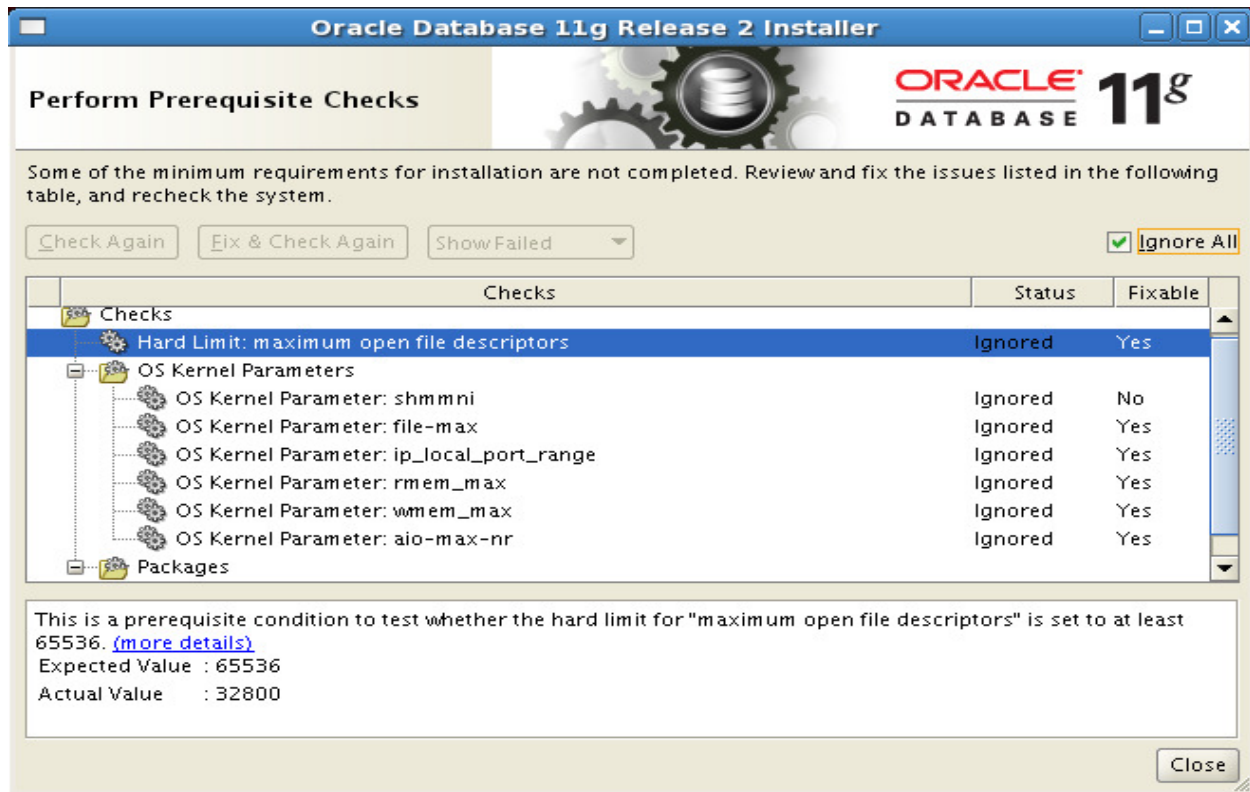 Oracle Database 11g Release 2 Installer
Perform Prerequisite Checks
ORACLE
DATABASE
11g
Some of the minimum requirements for installation are not completed. Review and fix the issues listed in the following
table, and recheck the system.
Check Again
Fix & Check Again
Show Failed
Ignore All
Checks Status Fixable
Checks
Hard Limit: maximum open file descriptors Ignored Yes
OS Kernel Parameters
OS Kernel Parameter: shmmni Ignored No
OS Kernel Parameter: file-max Ignored Yes
OS Kernel Parameter: ip_local_port_range Ignored Yes
OS Kernel Parameter: rmem_max Ignored Yes
OS Kernel Parameter: wmem_max Ignored Yes
OS Kernel Parameter: aio-max-nr Ignored Yes
Packages
This is a prerequisite condition to test whether the hard limit for "maximum open file descriptors" is set to at least
65536. (more details)
Expected Value : 65536
Actual Value : 32800
Close